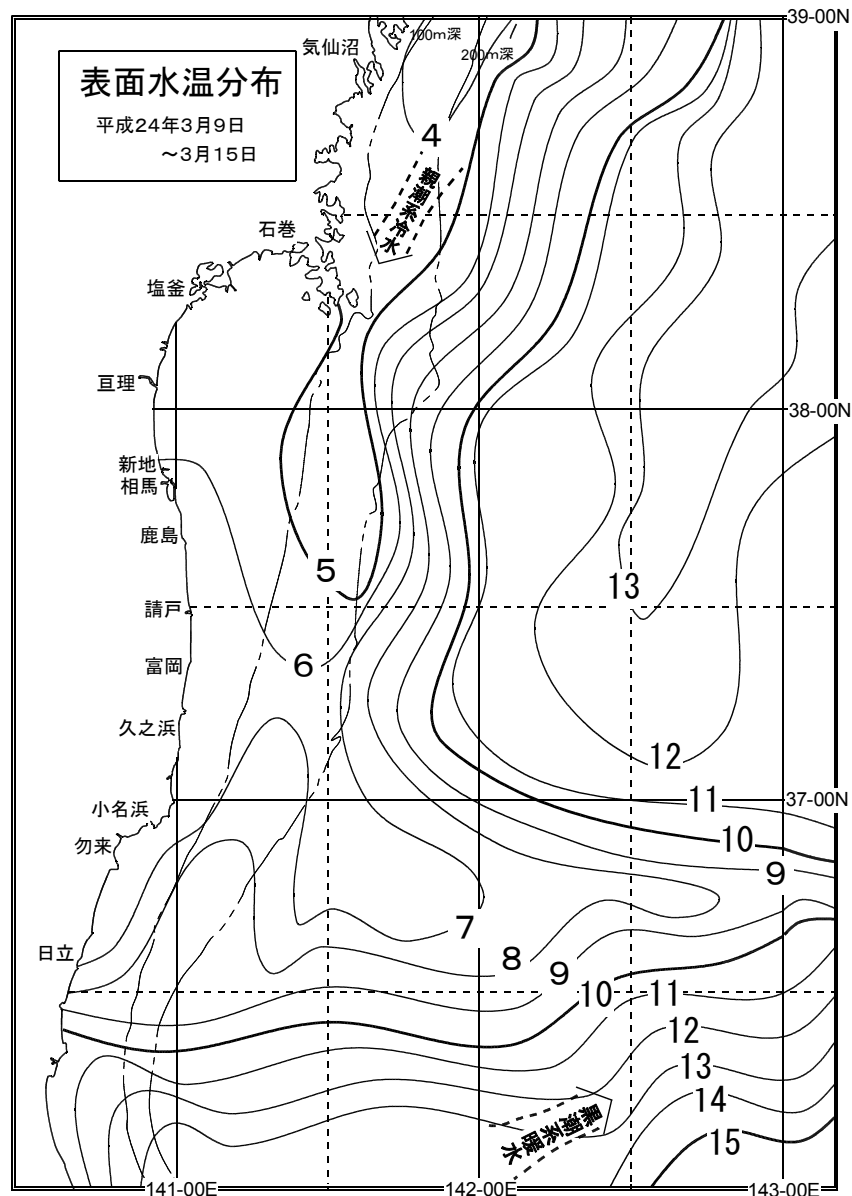 39-00N
100m深
200m深
気仙沼
表面水温分布
平成24年3月9日
～3月15日
4
親潮系冷水
石巻
塩釜
亘理
38-00N
新地
相馬
鹿島
5
13
請戸
6
富岡
久之浜
12
小名浜
11
37-00N
勿来
10
9
7
日立
8
9
10
11
12
13
14
黒潮系暖水
15
141-00E
142-00E
143-00E